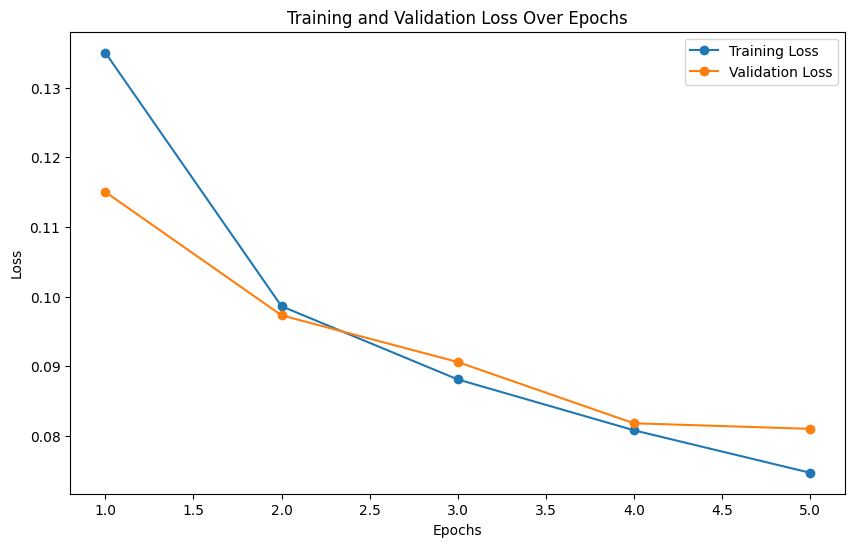 Training and Validation Loss Over Epochs
Training Loss
Validation Loss
0.13
0.12
0.11
0.10
0.09
0.08
Loss
1.0 1.5 2.0 2.5 3.0 3.5 4.0 4.5 5.0
Epochs